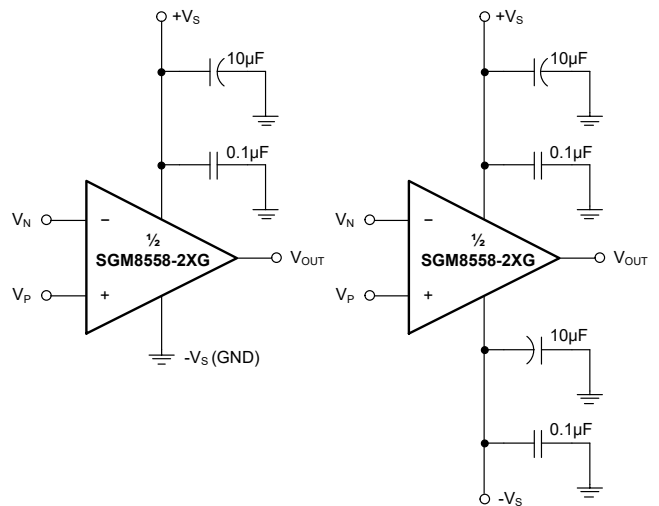 +VS
10µF
0.1µF
VN
−
½
SGM8558-2XG
VOUT
VP
+
-VS (GND)
+VS
10µF
0.1µF
VN
−
½
SGM8558-2XG
VOUT
VP
+
10µF
0.1µF
-VS